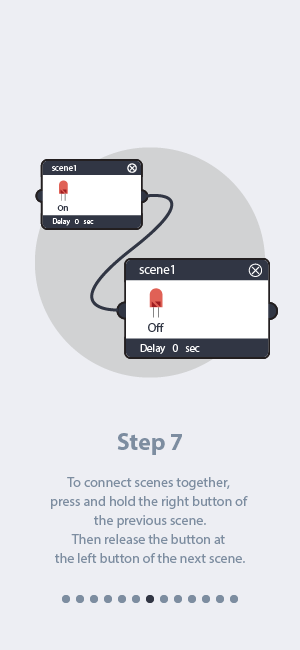 scene1
On
Delay 0 sec
scene1
Off
Delay 0 sec
Step 7
To connect scenes together,
press and hold the right button of
the previous scene.
Then release the button at
the left button of the next scene.